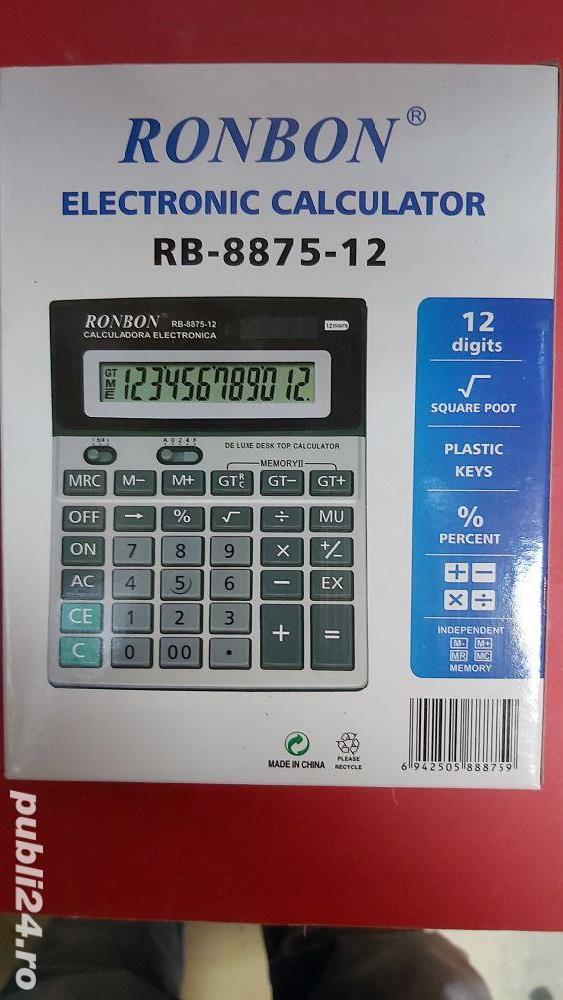 RONBON®
ELECTRONIC CALCULATOR
RB-8875-12
RONBON® RB-8875-12
CALCULADORA ELECTRONICA
12 DIGITS
GT
M
E
123456789012.
DE LUXE DESK TOP CALCULATOR
MEMORYII
MRC M− M+ GT R C GT− GT+
OFF → % √ ÷ MU
ON 7 8 9 × +/−
AC 4 5 6 − EX
CE 1 2 3 + =
C 0 00 •
12
digits
√
SQUARE POOT
PLASTIC
KEYS
%
PERCENT
+ −
× ÷
INDEPENDENT
M- M+
MR MC
MEMORY
MADE IN CHINA
PLEASE
RECYCLE
6 942505 888759
publi24.ro